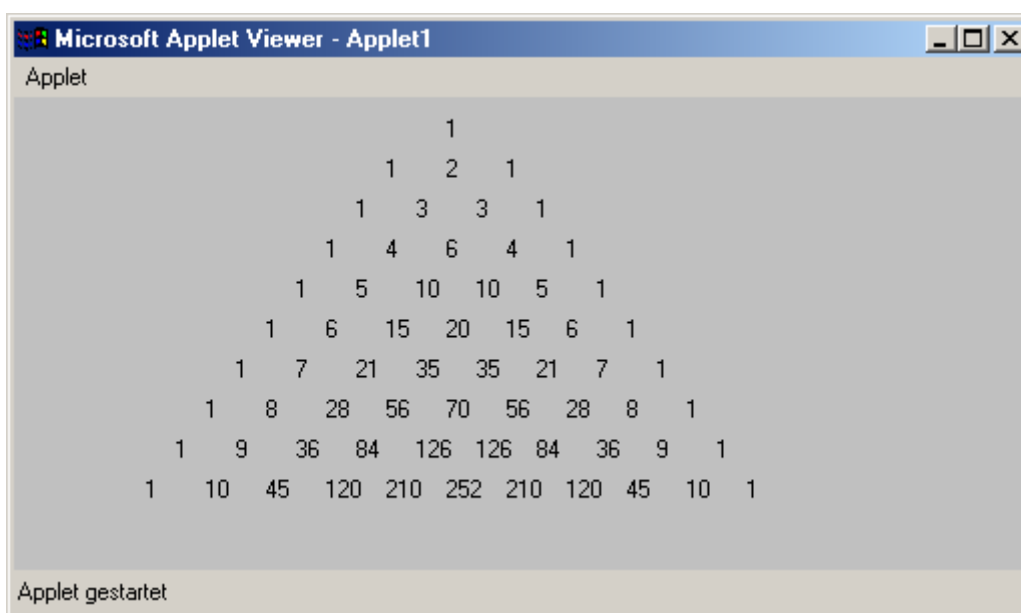 Microsoft Applet Viewer - Applet1
Applet
1
1 2 1
1 3 3 1
1 4 6 4 1
1 5 10 10 5 1
1 6 15 20 15 6 1
1 7 21 35 35 21 7 1
1 8 28 56 70 56 28 8 1
1 9 36 84 126 126 84 36 9 1
1 10 45 120 210 252 210 120 45 10 1
Applet gestartet